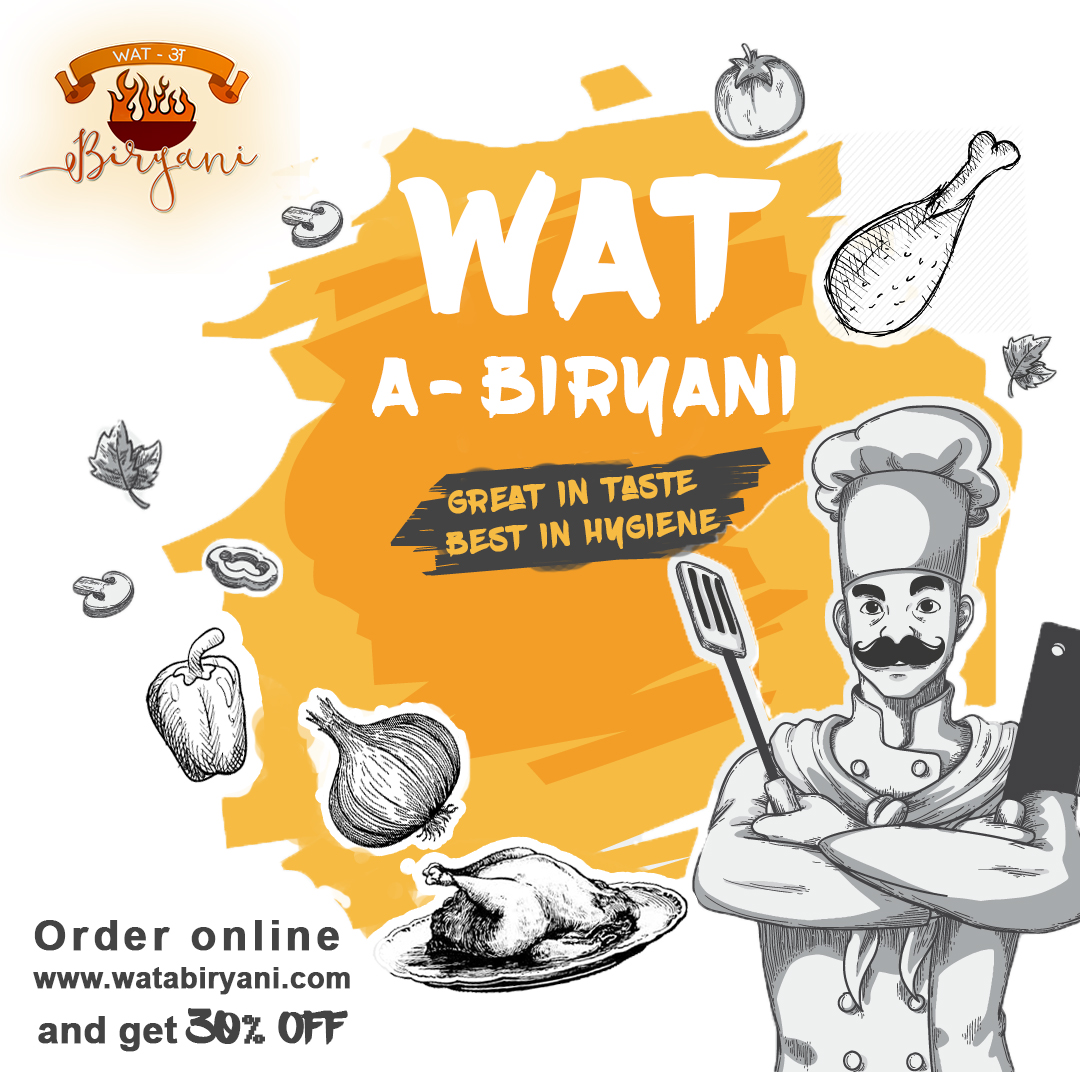 WAT - अ
Biryani
WAT
A-BIRYANI
GREAT IN TASTE
BEST IN HYGIENE
Order online
www.watabiryani.com
and get 30% OFF